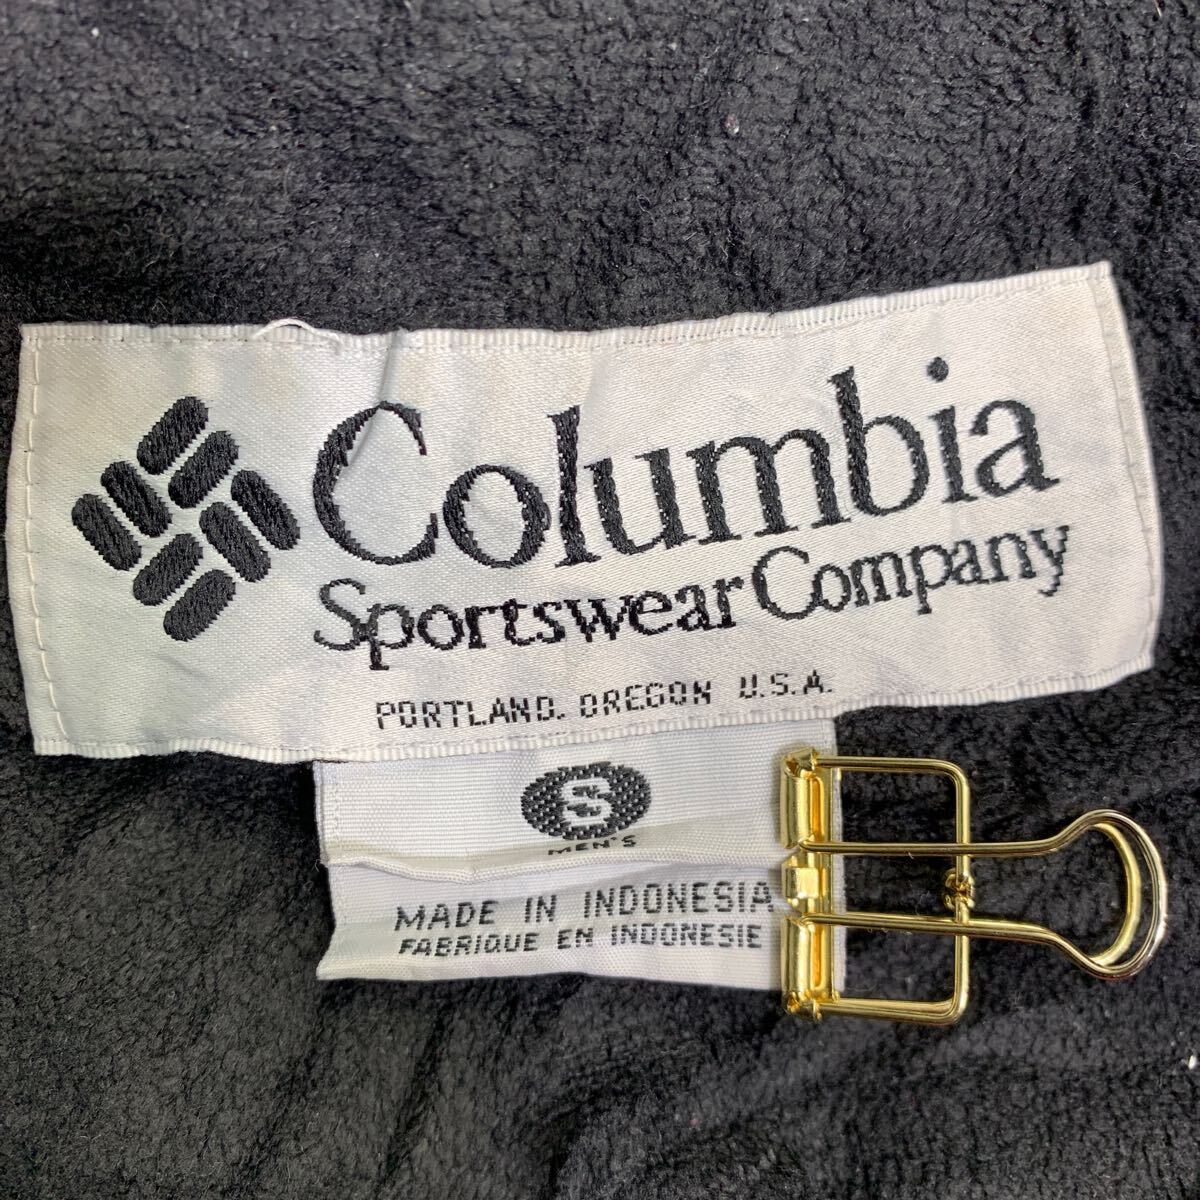 Columbia
Sportswear Company
PORTLAND, OREGON U.S.A.
S
MEN'S
MADE IN INDONESIA
FABRIQUE EN INDONESIE